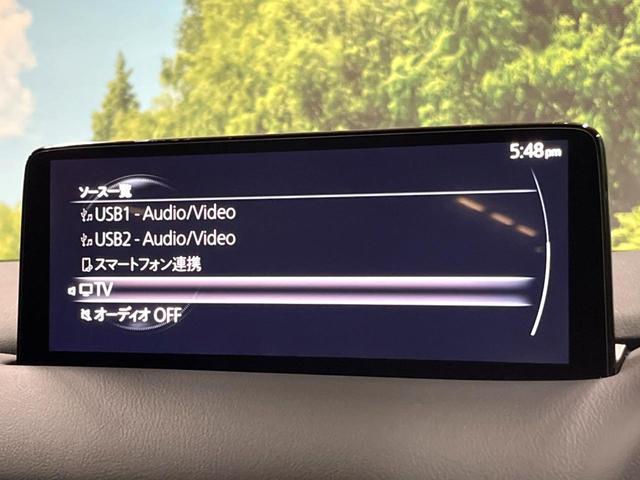 5:48pm
ソース一覧
USB1 - Audio/Video
USB2 - Audio/Video
スマートフォン連携
TV
オーディオ OFF